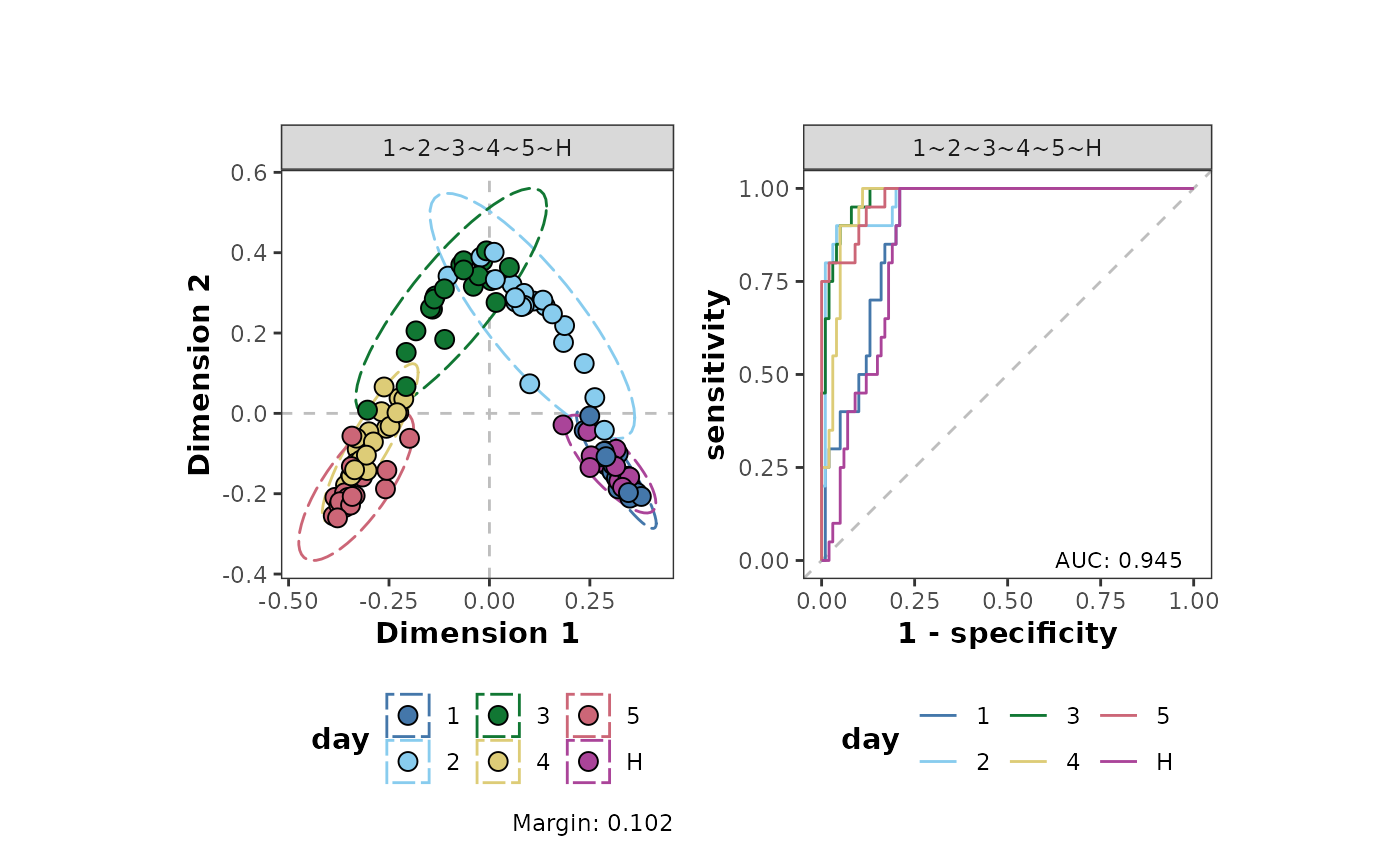 1~2~3~4~5~H
0.6
0.4
0.2
0.0
-0.2
-0.4
Dimension 2
-0.50 -0.25 0.00 0.25
Dimension 1
day
1 3 5
2 4 H
Margin: 0.102
1~2~3~4~5~H
1.00
0.75
0.50
0.25
0.00
sensitivity
AUC: 0.945
0.00 0.25 0.50 0.75 1.00
1 - specificity
day
1 3 5
2 4 H